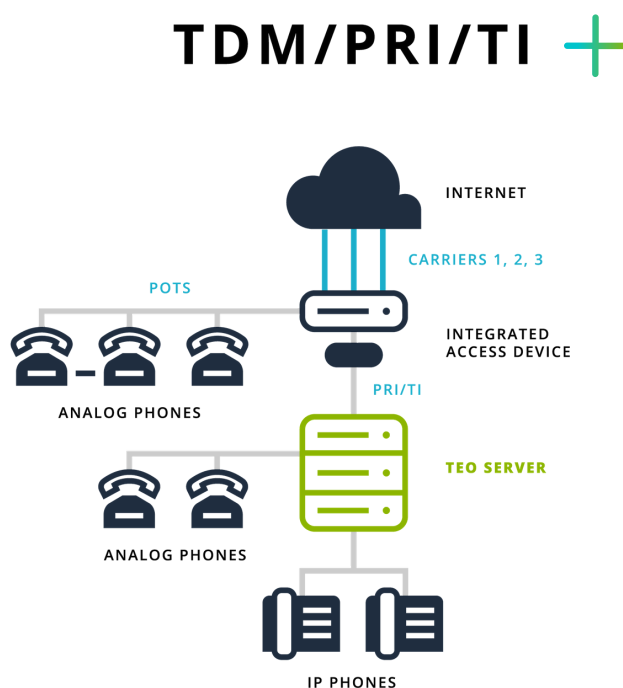 TDM/PRI/TI
INTERNET
CARRIERS 1, 2, 3
POTS
INTEGRATED
ACCESS DEVICE
PRI/TI
ANALOG PHONES
TEO SERVER
ANALOG PHONES
IP PHONES